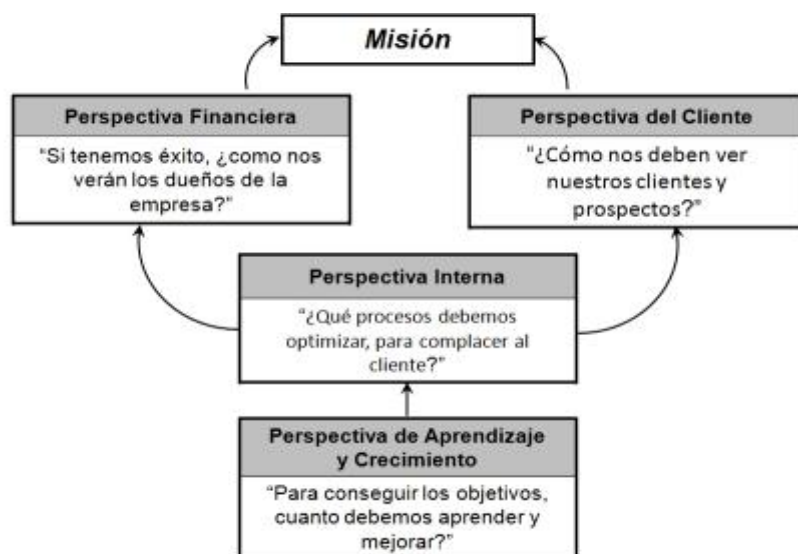 Misión
Perspectiva Financiera
“Si tenemos éxito, ¿como nos
verán los dueños de la
empresa?”
Perspectiva del Cliente
“¿Cómo nos deben ver
nuestros clientes y
prospectos?”
Perspectiva Interna
“¿Qué procesos debemos
optimizar, para complacer al
cliente?”
Perspectiva de Aprendizaje
y Crecimiento
“Para conseguir los objetivos,
cuanto debemos aprender y
mejorar?”